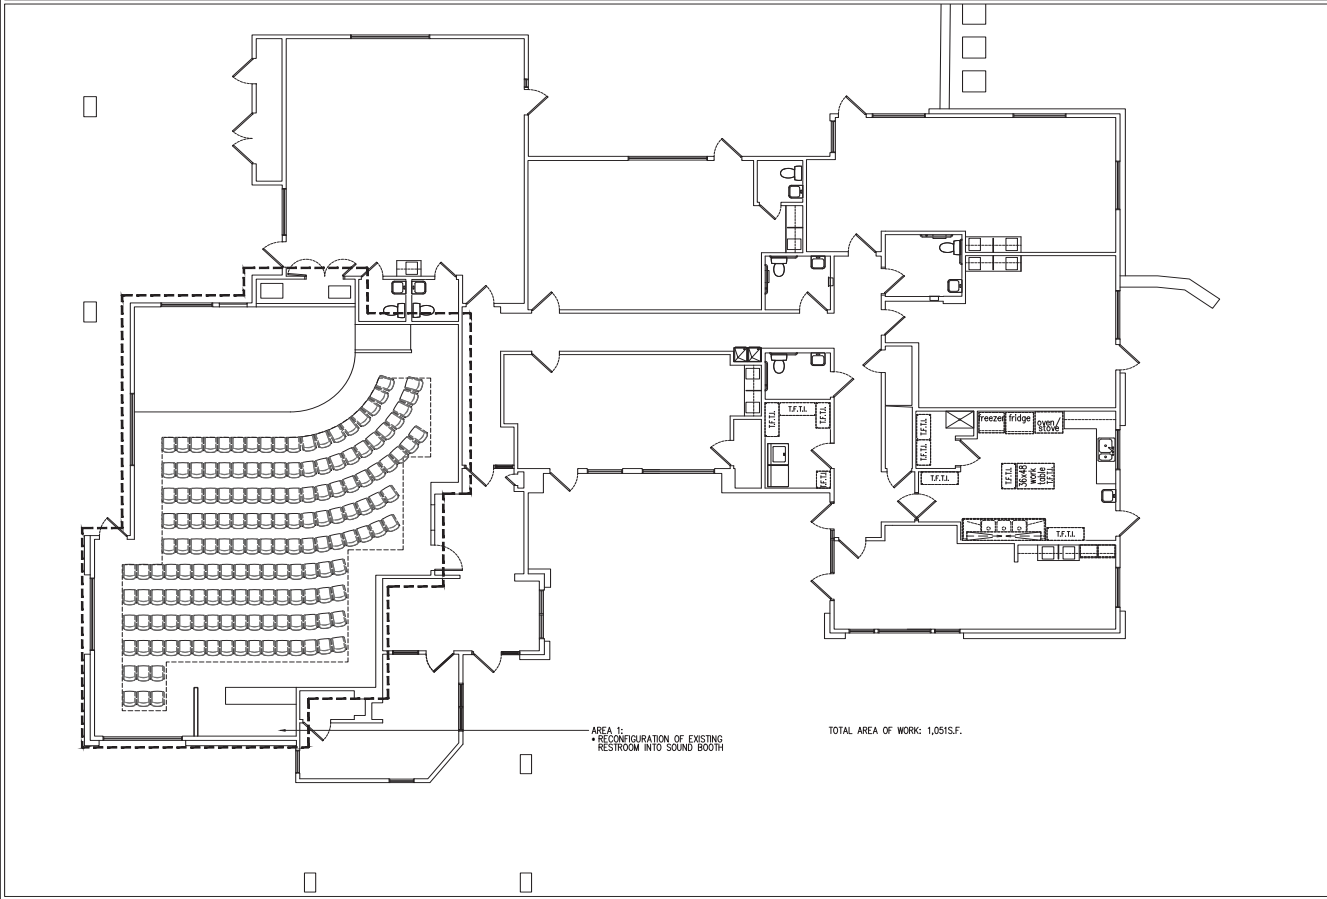 T.F.T.I.
T.F.T.I.
T.F.T.I.
T.F.T.I.
T.F.T.I.
T.F.T.I.
T.F.T.I.
freezer
fridge
oven/
stove
T.F.T.I.
36x48
work
table
T.F.T.I.
T.F.T.I.
AREA 1:
• RECONFIGURATION OF EXISTING
RESTROOM INTO SOUND BOOTH
TOTAL AREA OF WORK: 1,051S.F.